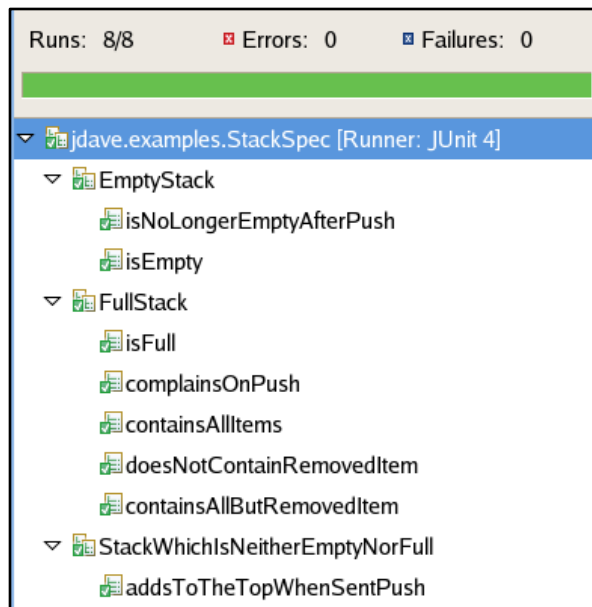 Runs: 8/8 Errors: 0 Failures: 0
jdave.examples.StackSpec [Runner: JUnit 4]
EmptyStack
isNoLongerEmptyAfterPush
isEmpty
FullStack
isFull
complainsOnPush
containsAllItems
doesNotContainRemovedItem
containsAllButRemovedItem
StackWhichIsNeitherEmptyNorFull
addsToTheTopWhenSentPush